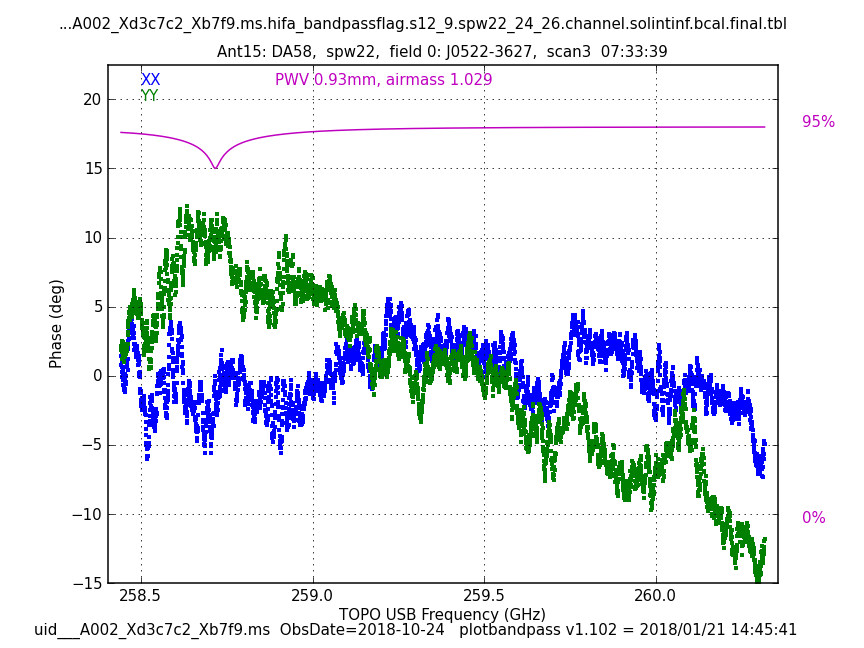 ...A002_Xd3c7c2_Xb7f9.ms.hifa_bandpassflag.s12_9.spw22_24_26.channel.solintinf.bcal.final.tbl
Ant15: DA58, spw22, field 0: J0522-3627, scan3 07:33:39
XX PWV 0.93mm, airmass 1.029
YY
20
95%
15
10
5
Phase (deg)
0
−5
−10
0%
−15
258.5 259.0 259.5 260.0
TOPO USB Frequency (GHz)
uid___A002_Xd3c7c2_Xb7f9.ms ObsDate=2018-10-24 plotbandpass v1.102 = 2018/01/21 14:45:41